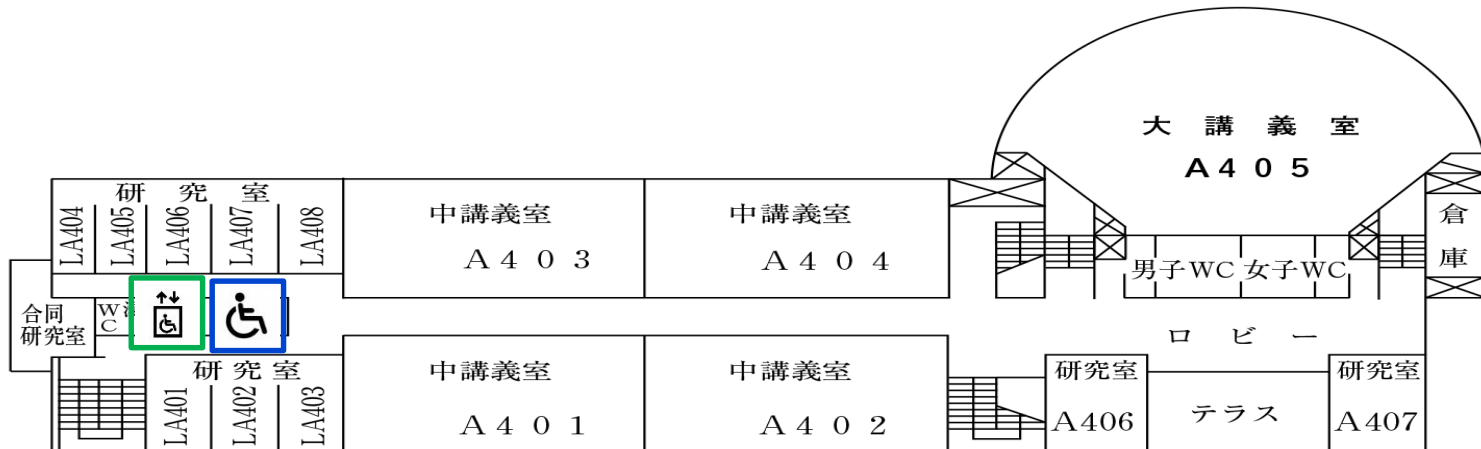 大講義室
A405
研究室
LA404
LA405
LA406
LA407
LA408
中講義室
A403
中講義室
A404
倉庫
男子WC
女子WC
合同
研究室
WC
ロビー
研究室
LA401
LA402
LA403
中講義室
A401
中講義室
A402
研究室
A406
テラス
研究室
A407